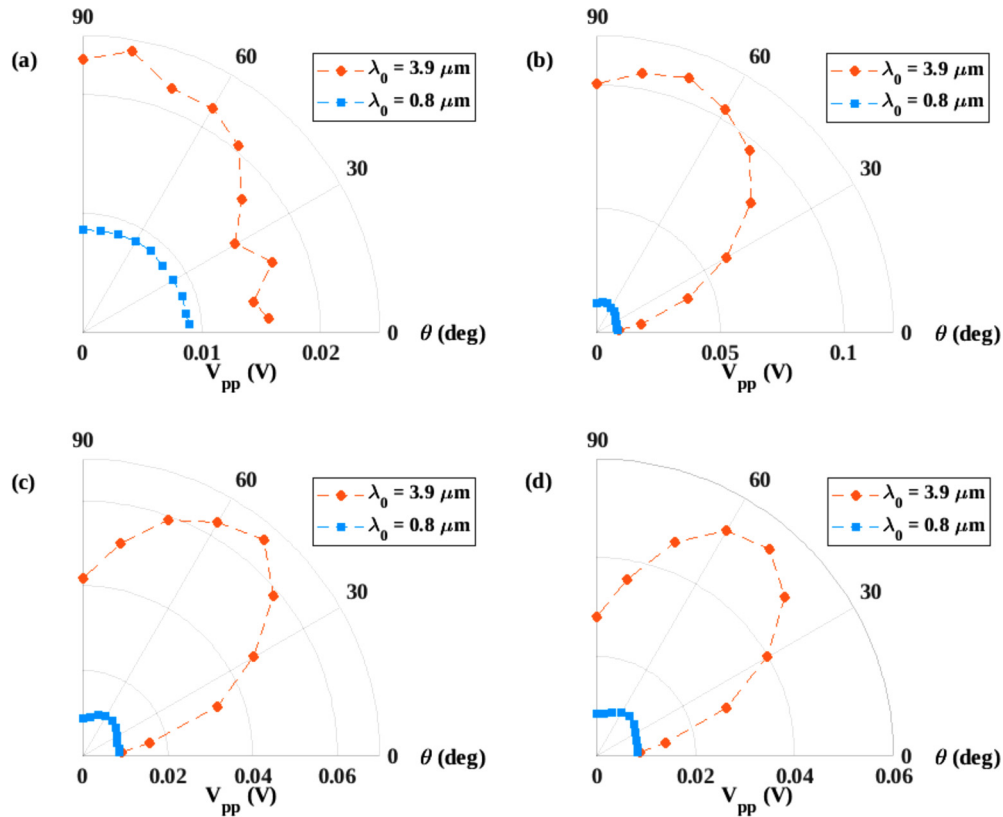 (a)
90
60
30
0
λ0 = 3.9 μm
λ0 = 0.8 μm
0 0.01 0.02
θ (deg)
Vpp (V)
(b)
90
60
30
0
λ0 = 3.9 μm
λ0 = 0.8 μm
0 0.05 0.1
θ (deg)
Vpp (V)
(c)
90
60
30
0
λ0 = 3.9 μm
λ0 = 0.8 μm
0 0.02 0.04 0.06
θ (deg)
Vpp (V)
(d)
90
60
30
0
λ0 = 3.9 μm
λ0 = 0.8 μm
0 0.02 0.04 0.06
θ (deg)
Vpp (V)